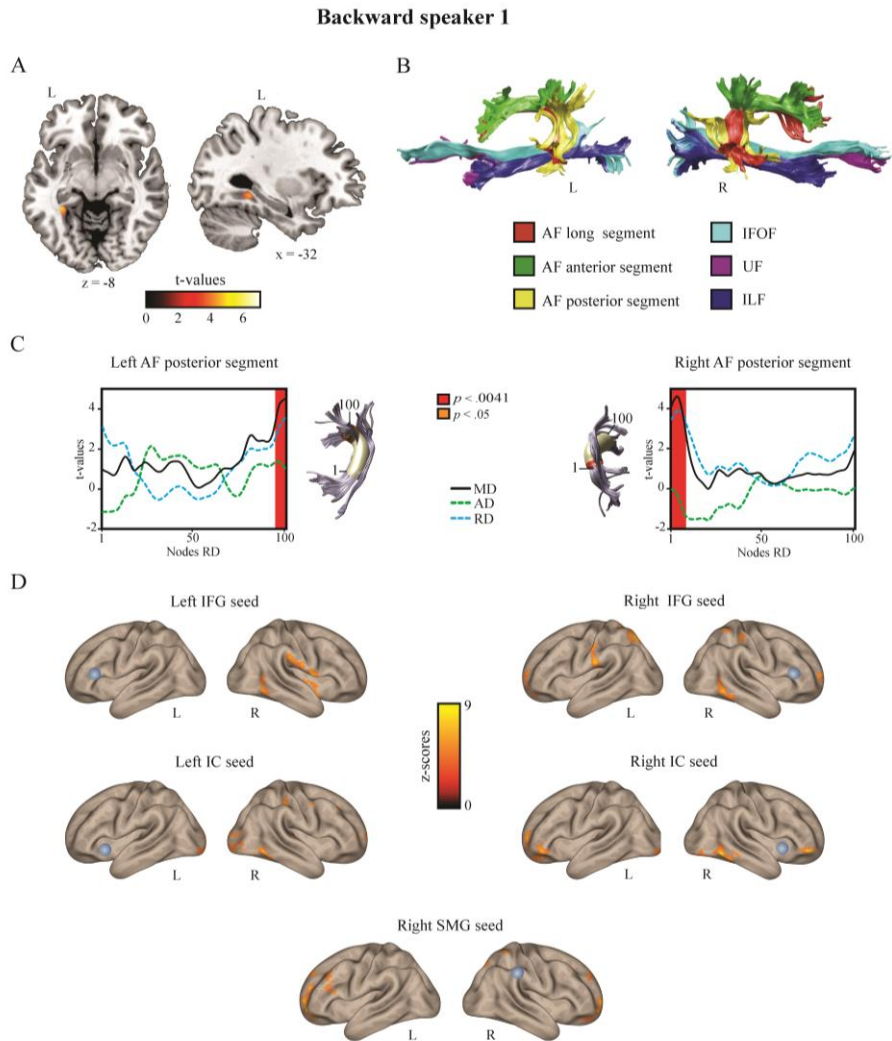 Backward speaker 1
A
L
L
z = -8
x = -32
t-values
0 2 4 6
B
L
R
AF long segment
AF anterior segment
AF posterior segment
IFOF
UF
ILF
C
Left AF posterior segment
t-values
4
2
0
-2
1 50 100
Nodes RD
100
1
p < .0041
p < .05
MD
AD
RD
100
1
Right AF posterior segment
t-values
4
2
0
-2
1 50 100
Nodes RD
D
Left IFG seed
L
R
Right IFG seed
L
R
z-scores
9
0
Left IC seed
L
R
Right IC seed
L
R
Right SMG seed
L
R